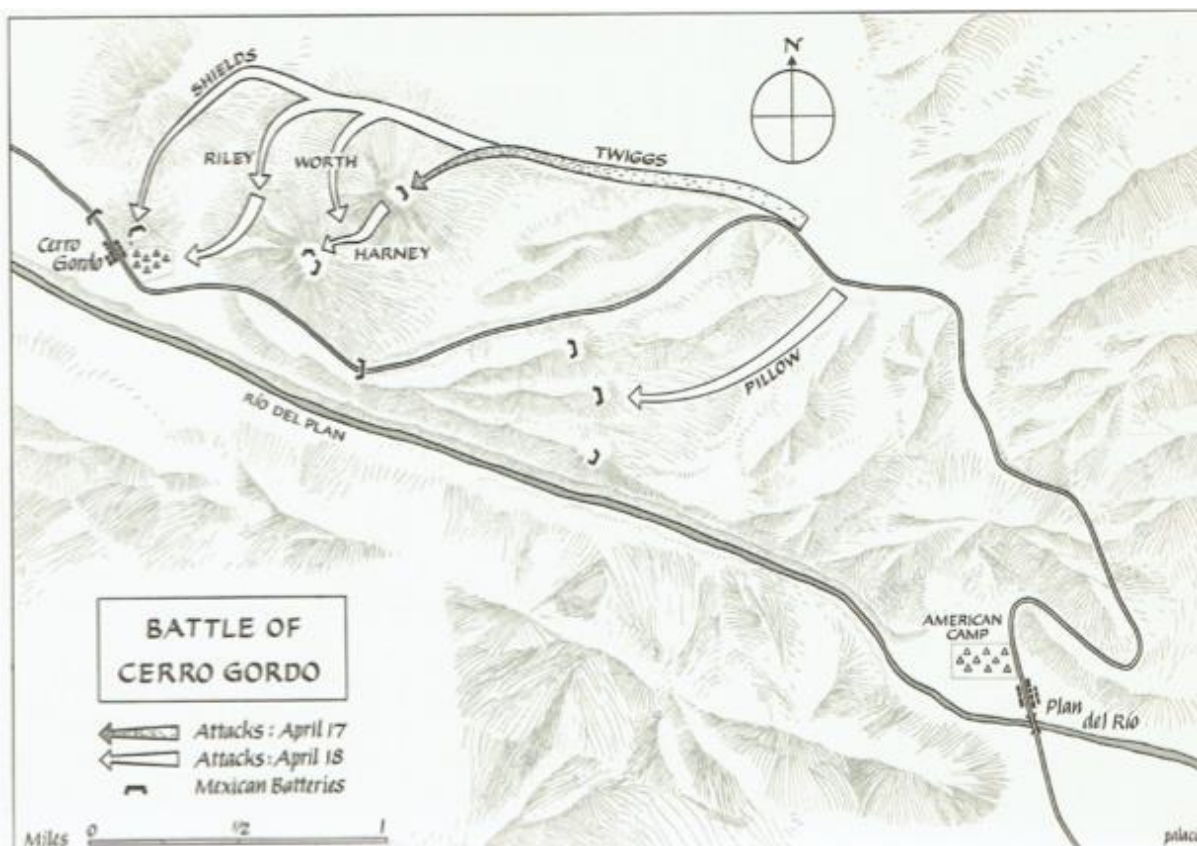 N
SHIELDS
TWIGGS
RILEY
WORTH
HARNEY
Cerro
Gordo
PILLOW
RÍO DEL PLAN
AMERICAN
CAMP
Plan
del Río
BATTLE OF
CERRO GORDO
Attacks: April 17
Attacks: April 18
Mexican Batteries
Miles 0 1/2 1